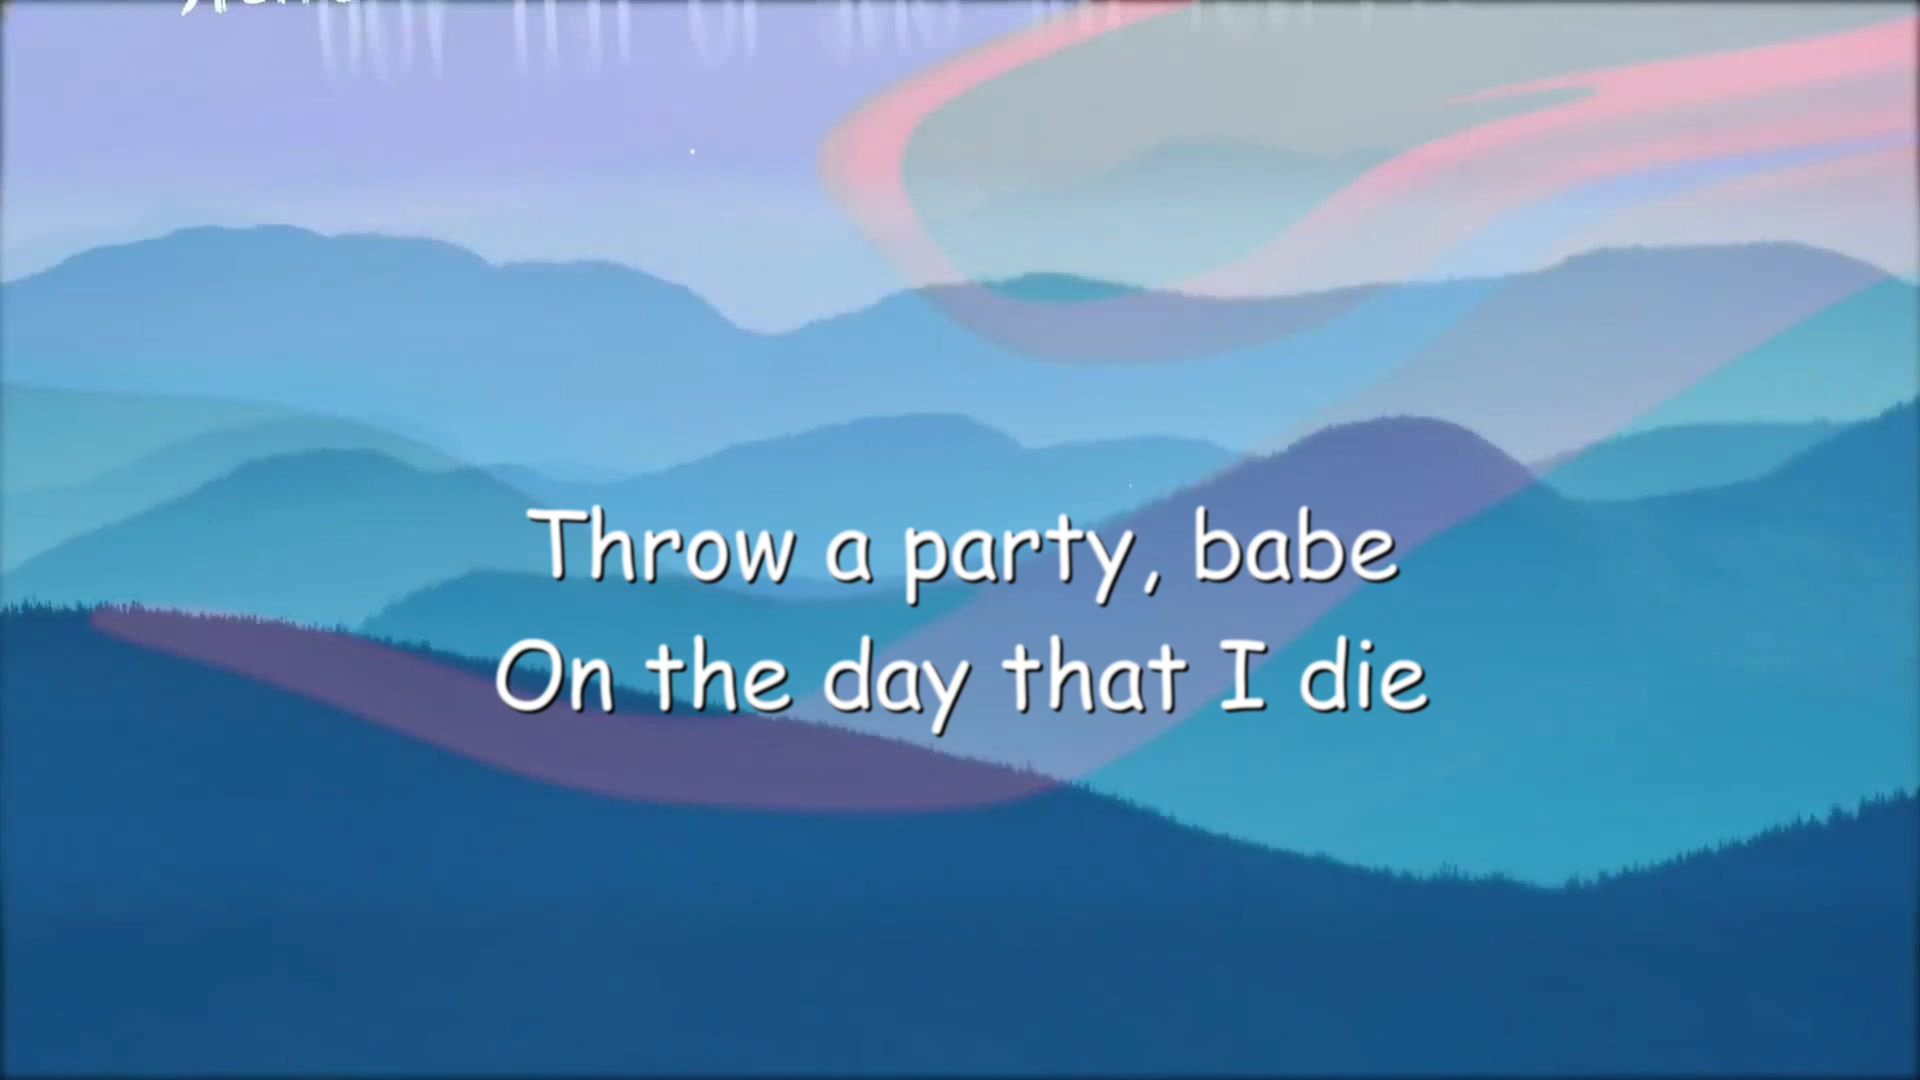 Throw a party, babe
On the day that I die